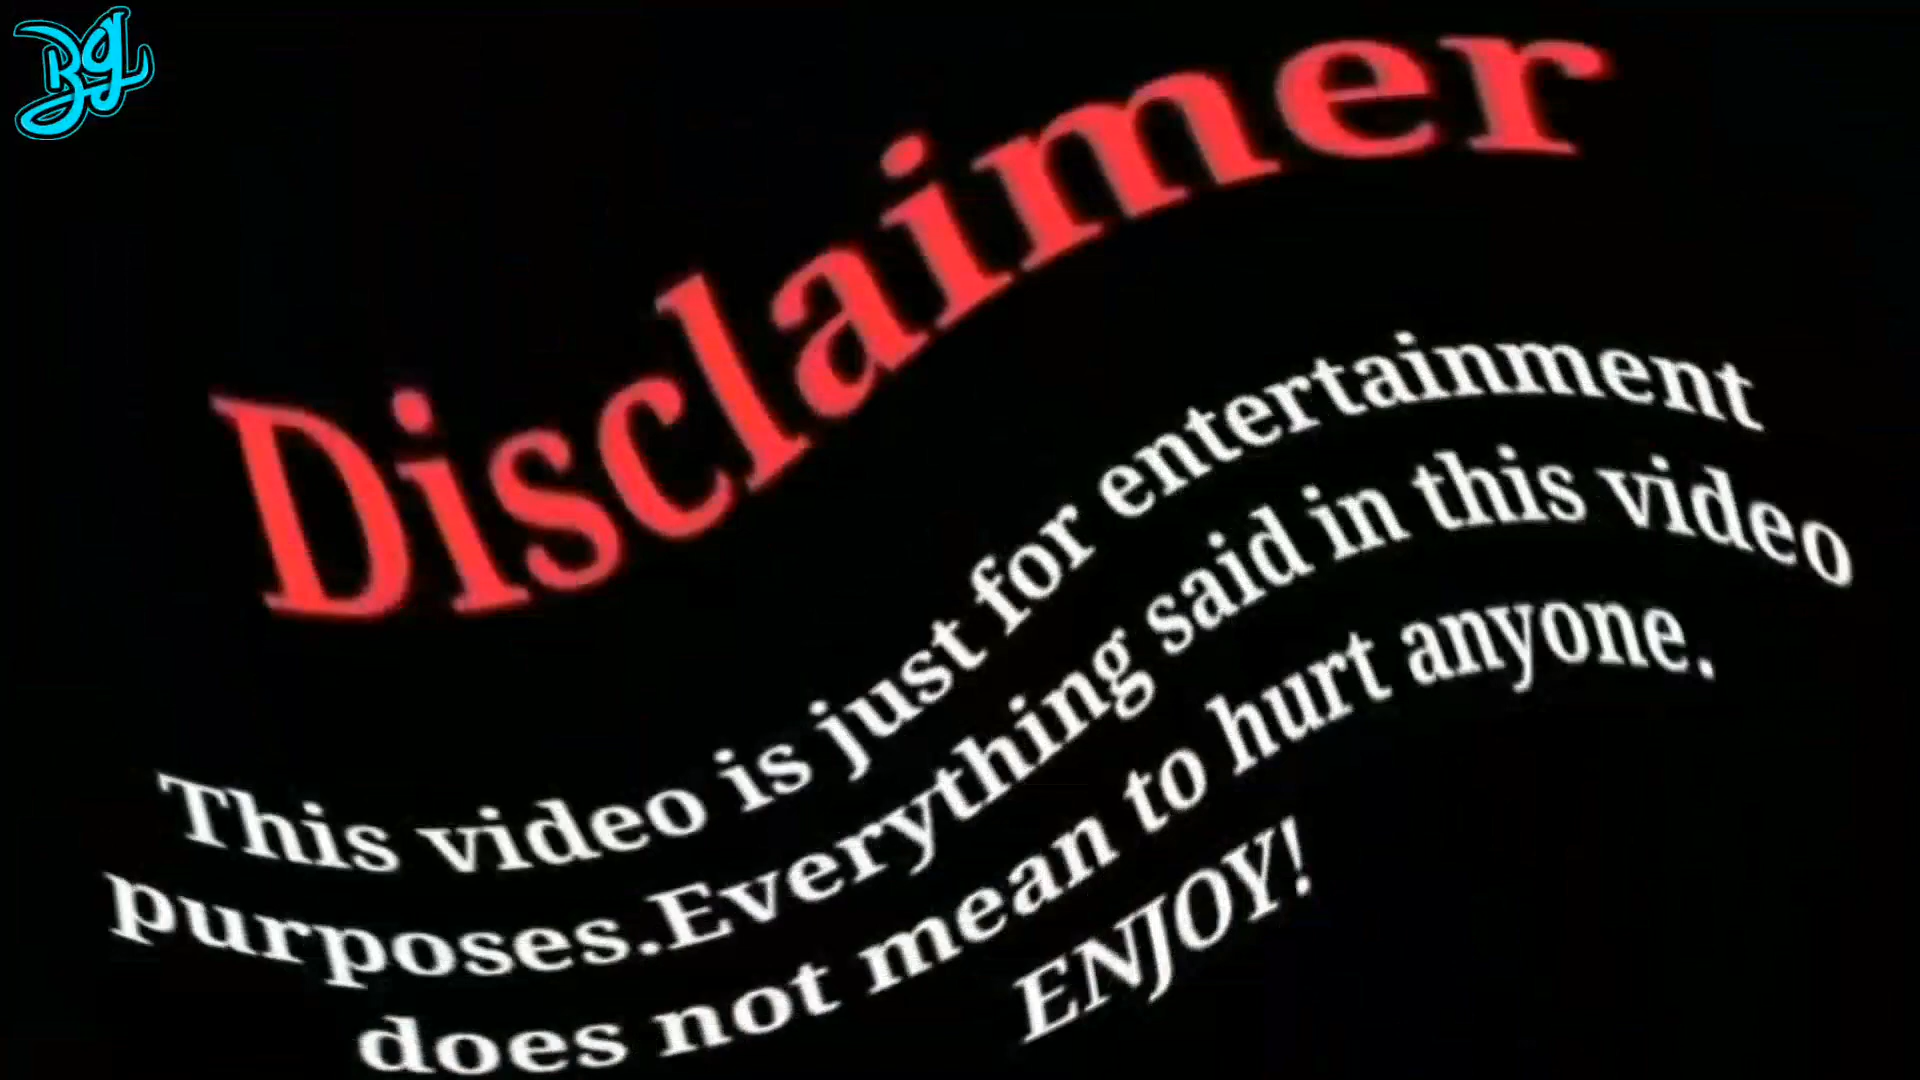 Bg
Disclaimer
This video is just for entertainment
purposes.Everything said in this video
does not mean to hurt anyone.
ENJOY!